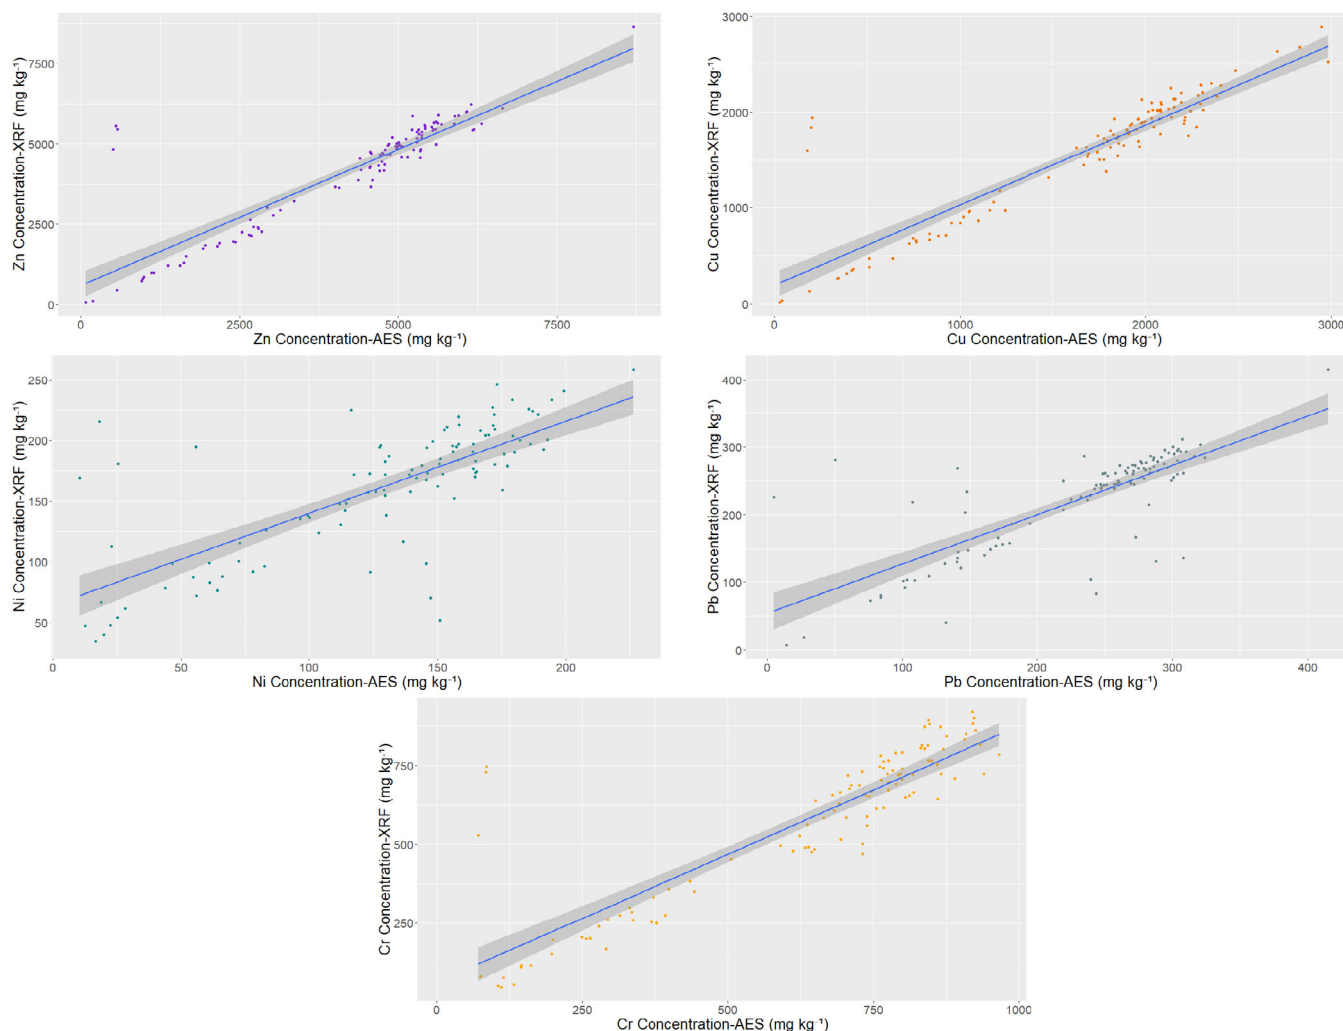 Zn Concentration-XRF (mg kg⁻¹)
7500
5000
2500
0
0 2500 5000 7500
Zn Concentration-AES (mg kg⁻¹)
Cu Concentration-XRF (mg kg⁻¹)
3000
2000
1000
0
0 1000 2000 3000
Cu Concentration-AES (mg kg⁻¹)
Ni Concentration-XRF (mg kg⁻¹)
250
200
150
100
50
0 50 100 150 200
Ni Concentration-AES (mg kg⁻¹)
Pb Concentration-XRF (mg kg⁻¹)
400
300
200
100
0
0 100 200 300 400
Pb Concentration-AES (mg kg⁻¹)
Cr Concentration-XRF (mg kg⁻¹)
750
500
250
0 250 500 750 1000
Cr Concentration-AES (mg kg⁻¹)